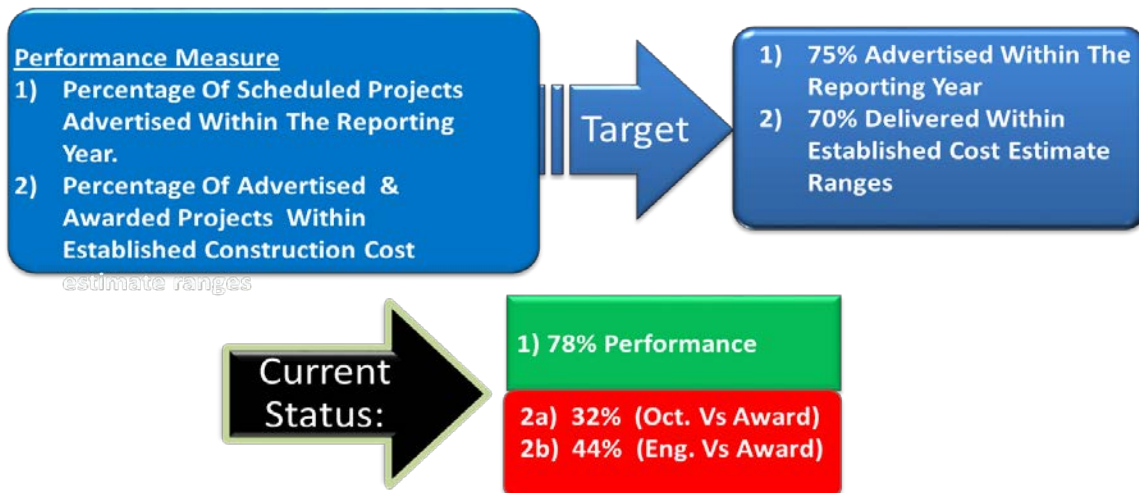 Performance Measure
1) Percentage Of Scheduled Projects
Advertised Within The Reporting
Year.
2) Percentage Of Advertised &
Awarded Projects Within
Established Construction Cost
estimate ranges
Target
1) 75% Advertised Within The
Reporting Year
2) 70% Delivered Within
Established Cost Estimate
Ranges
Current
Status:
1) 78% Performance
2a) 32% (Oct. Vs Award)
2b) 44% (Eng. Vs Award)